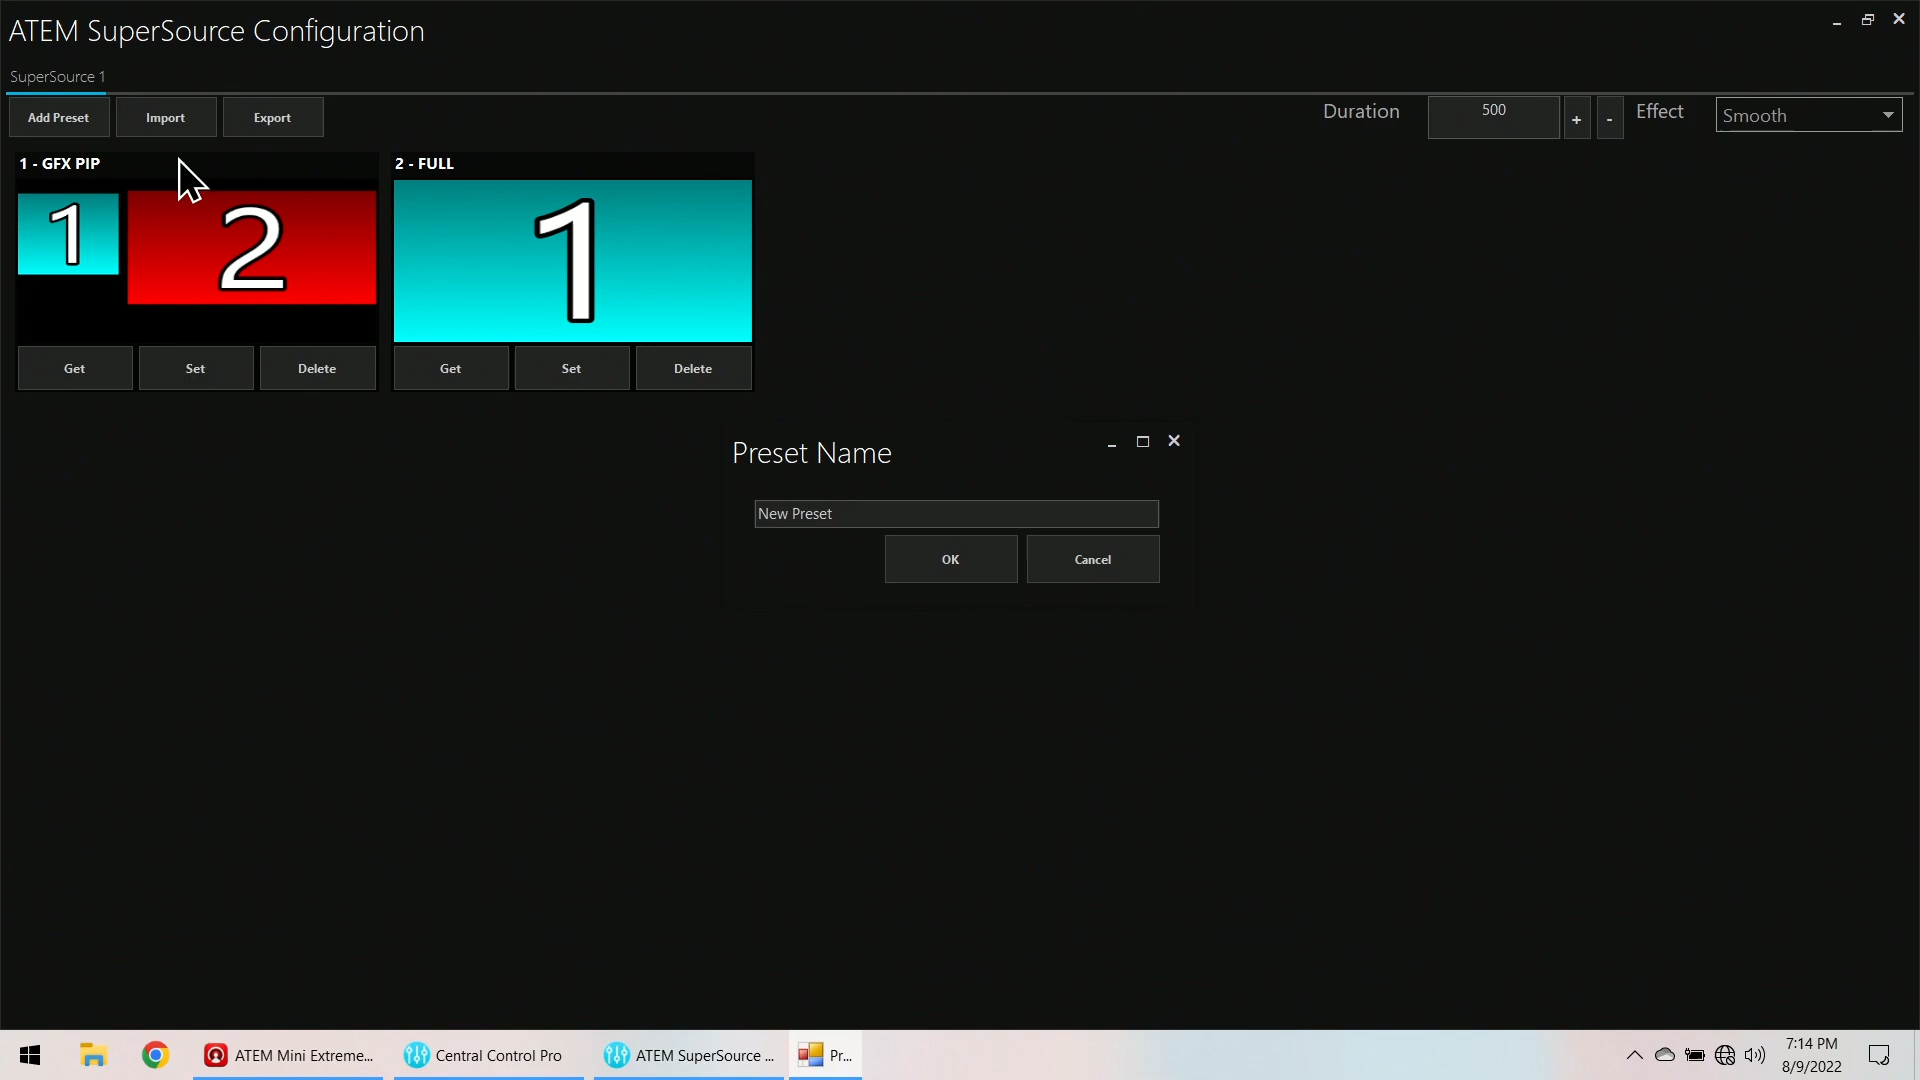 ATEM SuperSource Configuration
SuperSource 1
Add Preset Import Export Duration 500 + - Effect Smooth
1 - GFX PIP
1 2
Get Set Delete
2 - FULL
1
Get Set Delete
Preset Name
New Preset
OK Cancel
ATEM Mini Extreme... Central Control Pro ATEM SuperSource ... Pr...
7:14 PM
8/9/2022